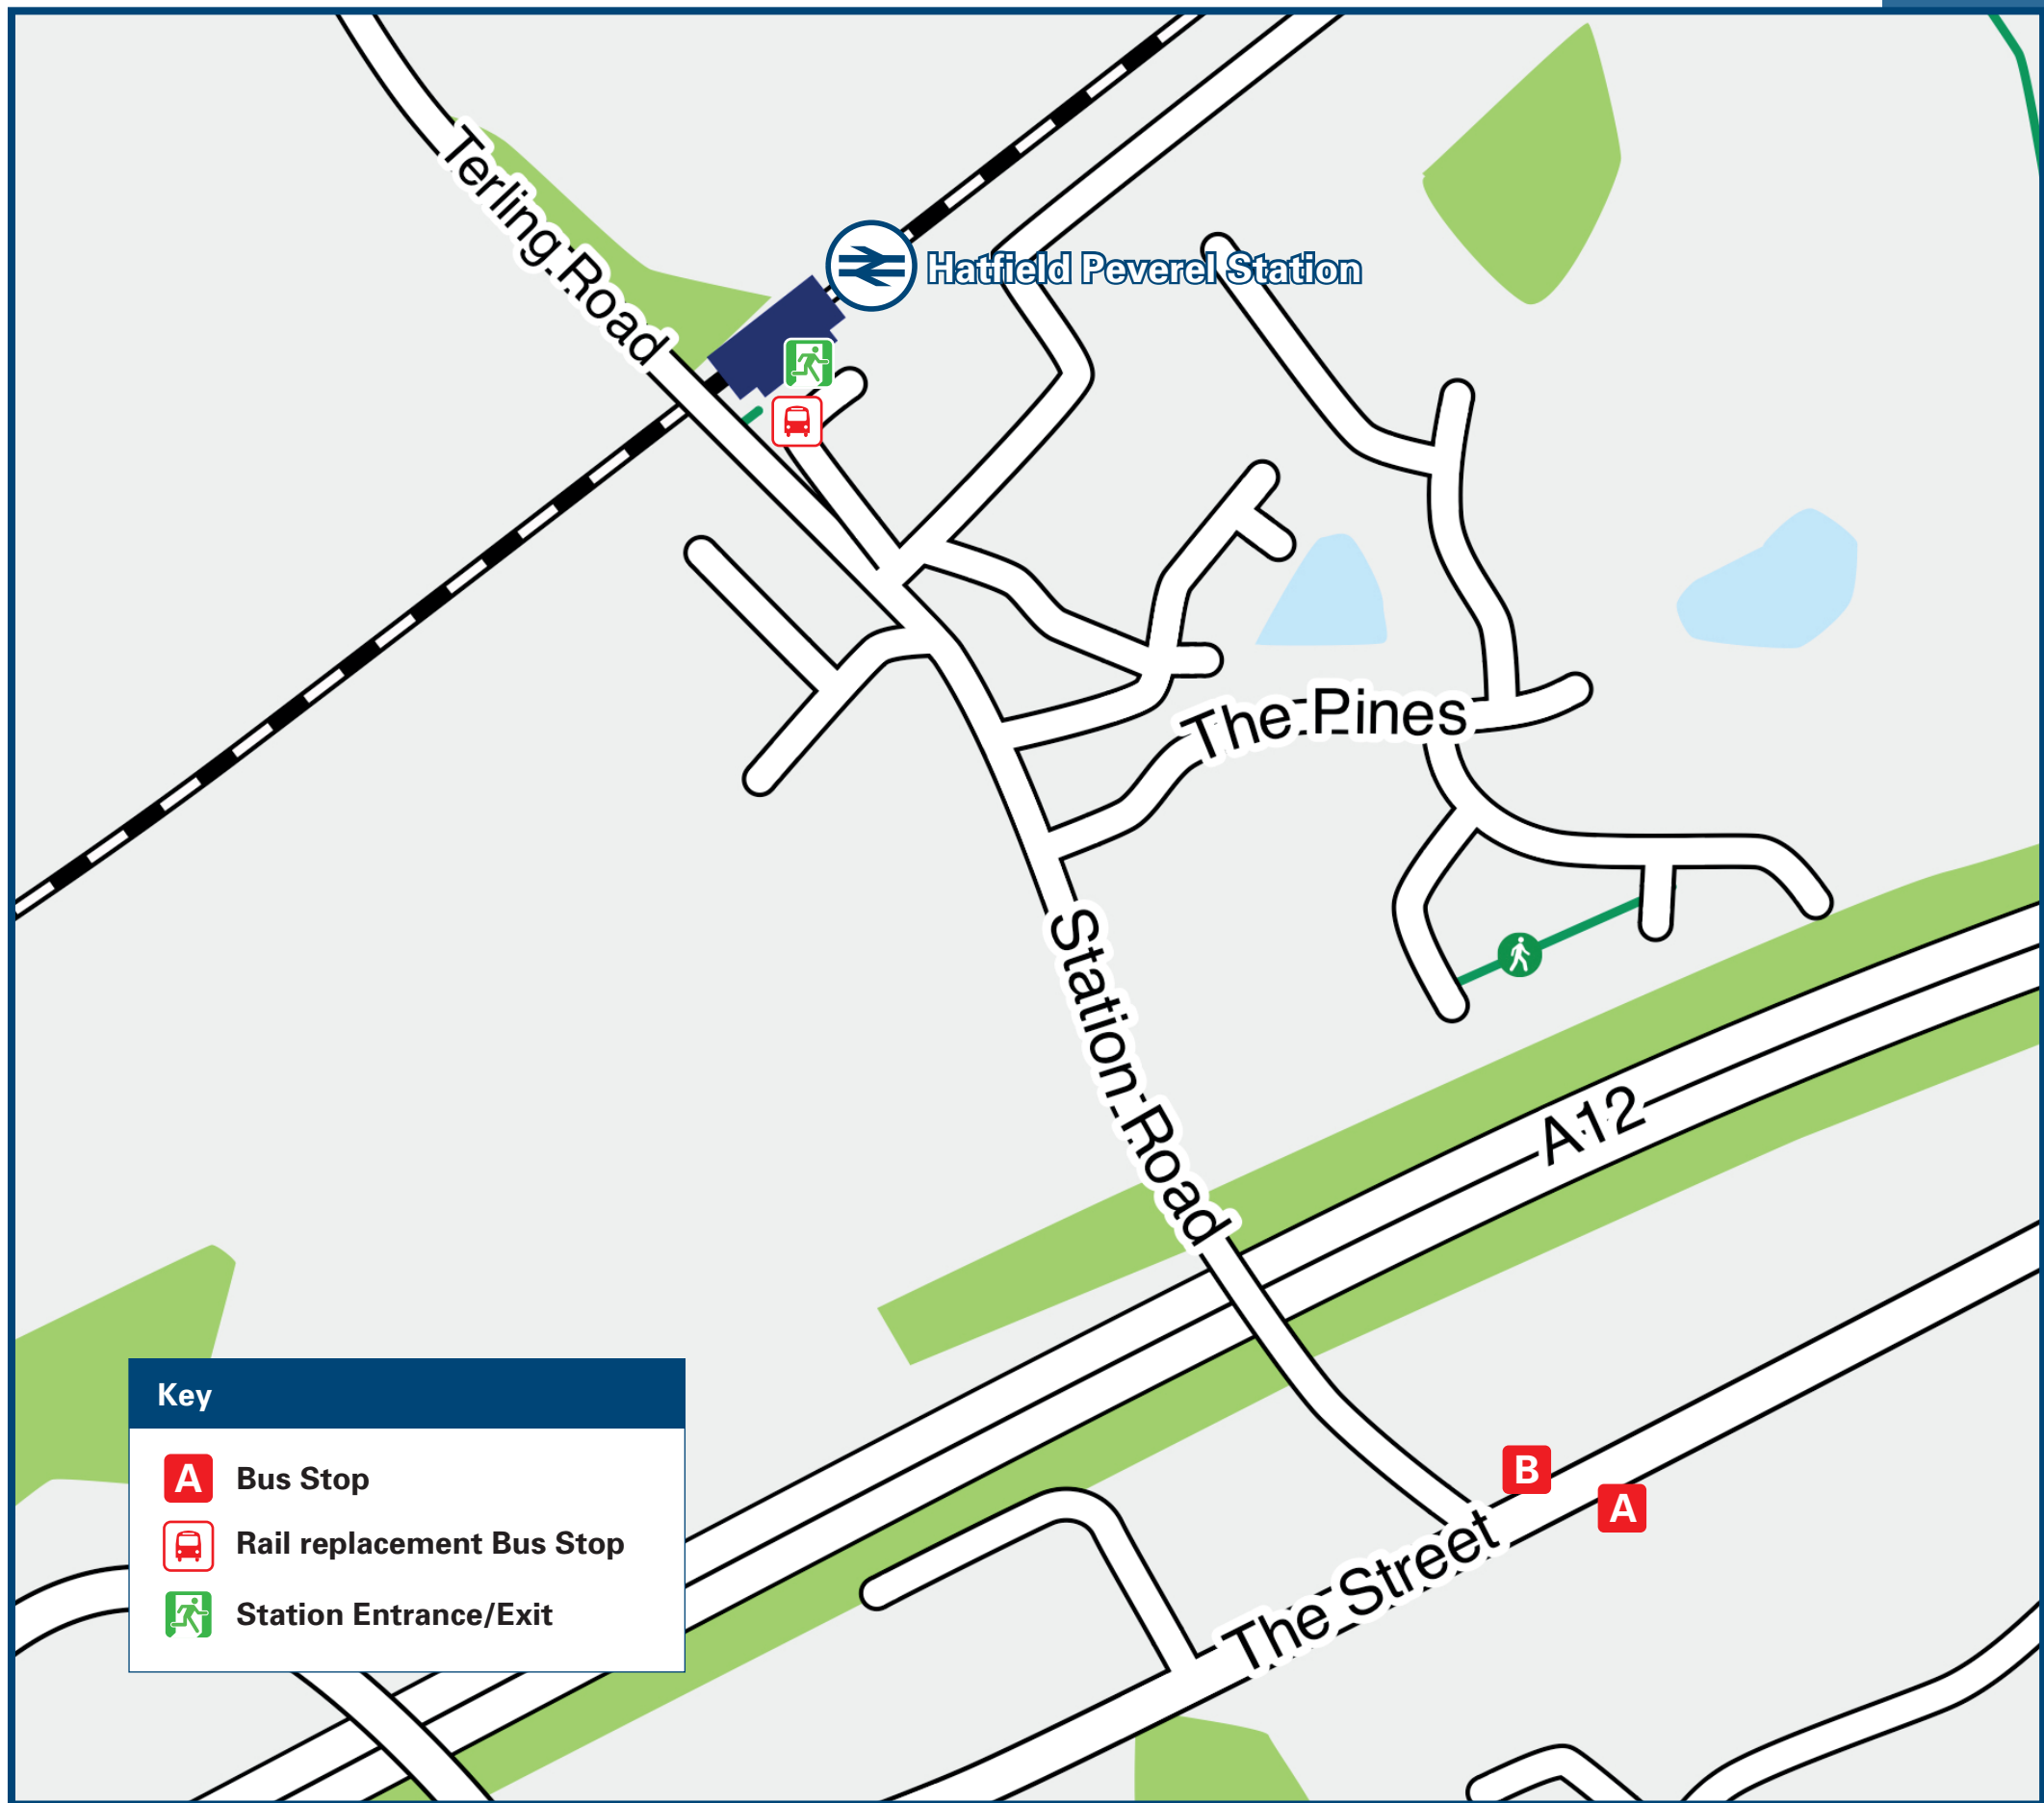 Terling Road
Hatfield Peverel Station
The Pines
Station Road
A12
B
A
The Street
Key
A Bus Stop
Rail replacement Bus Stop
Station Entrance/Exit